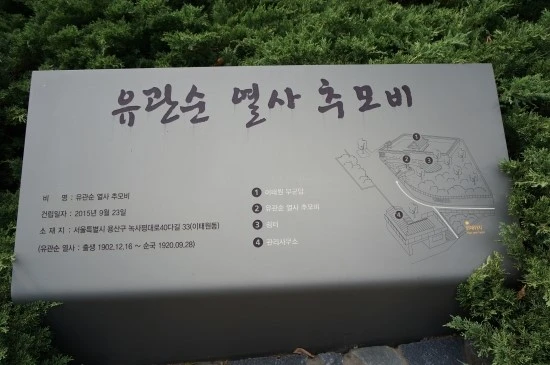 유관순 열사 추모비
비 명 : 유관순 열사 추모비
건립일자 : 2015년 9월 23일
소 재 지 : 서울특별시 용산구 녹사평대로40다길 33(이태원동)
(유관순 열사 : 출생 1902.12.16 ~ 순국 1920.09.28)
1 이태원 부군당
2 유관순 열사 추모비
3 쉼터
4 관리사무소
1
2
3
4